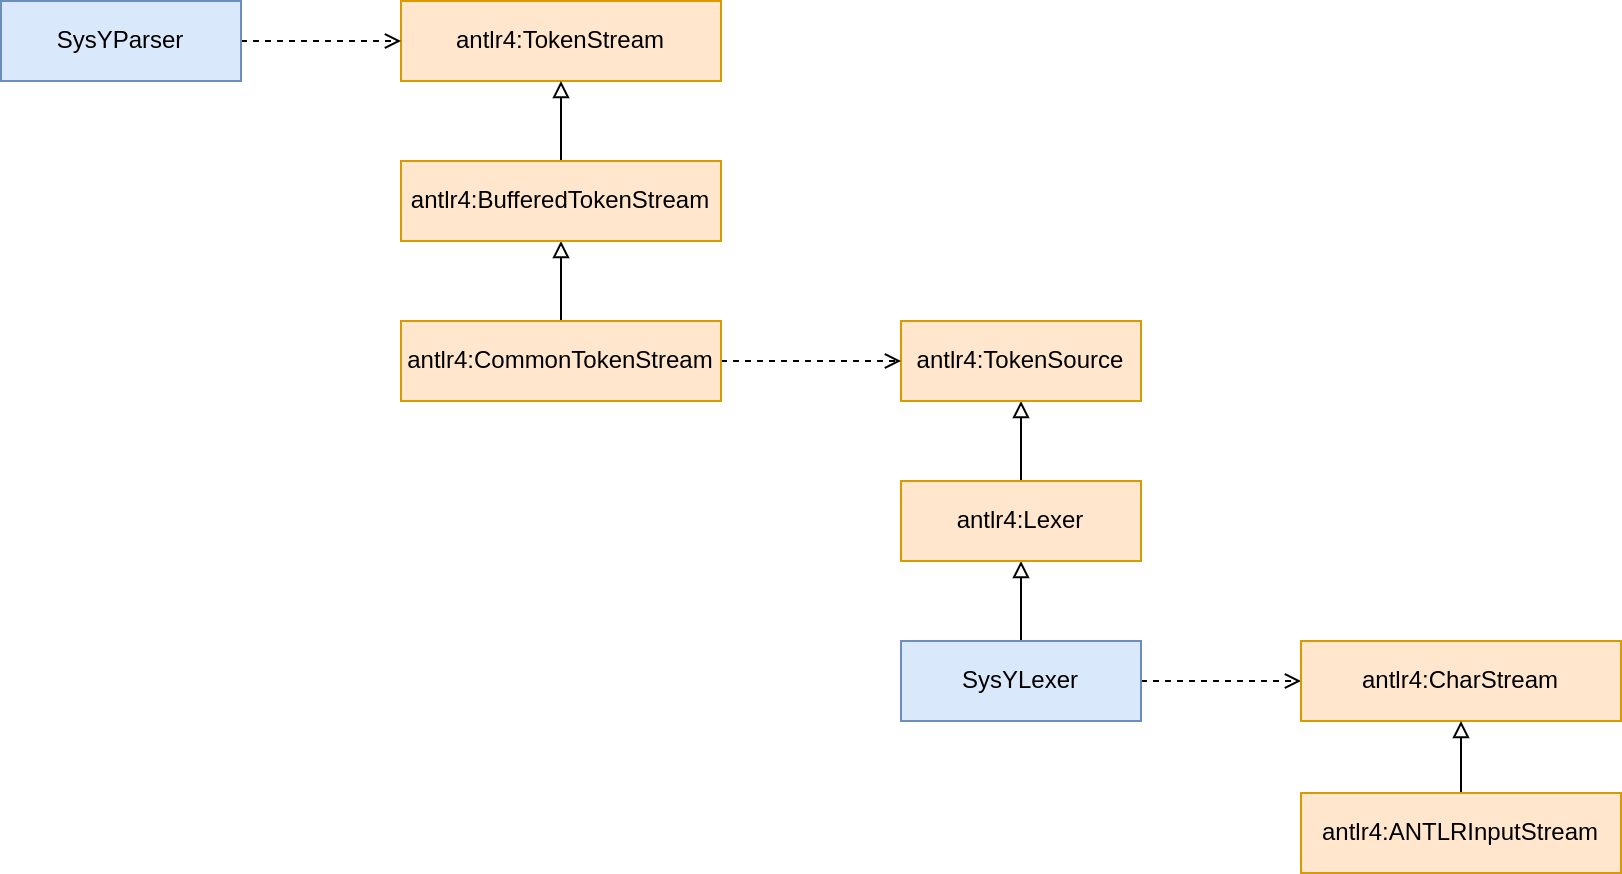 SysYParser
antlr4:TokenStream
antlr4:BufferedTokenStream
antlr4:CommonTokenStream
antlr4:TokenSource
antlr4:Lexer
SysYLexer
antlr4:CharStream
antlr4:ANTLRInputStream